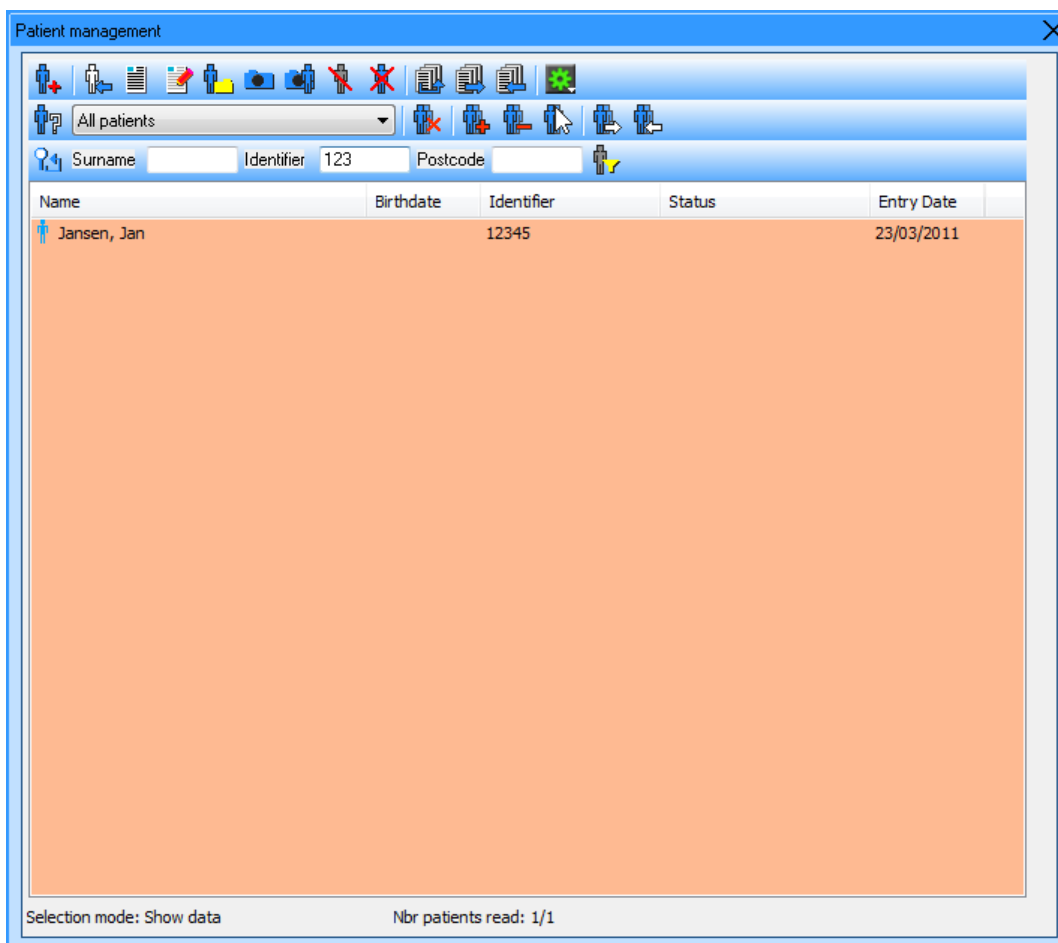 Patient management
All patients
Surname Identifier 123 Postcode
Name Birthdate Identifier Status Entry Date
Jansen, Jan 12345 23/03/2011
Selection mode: Show data Nbr patients read: 1/1